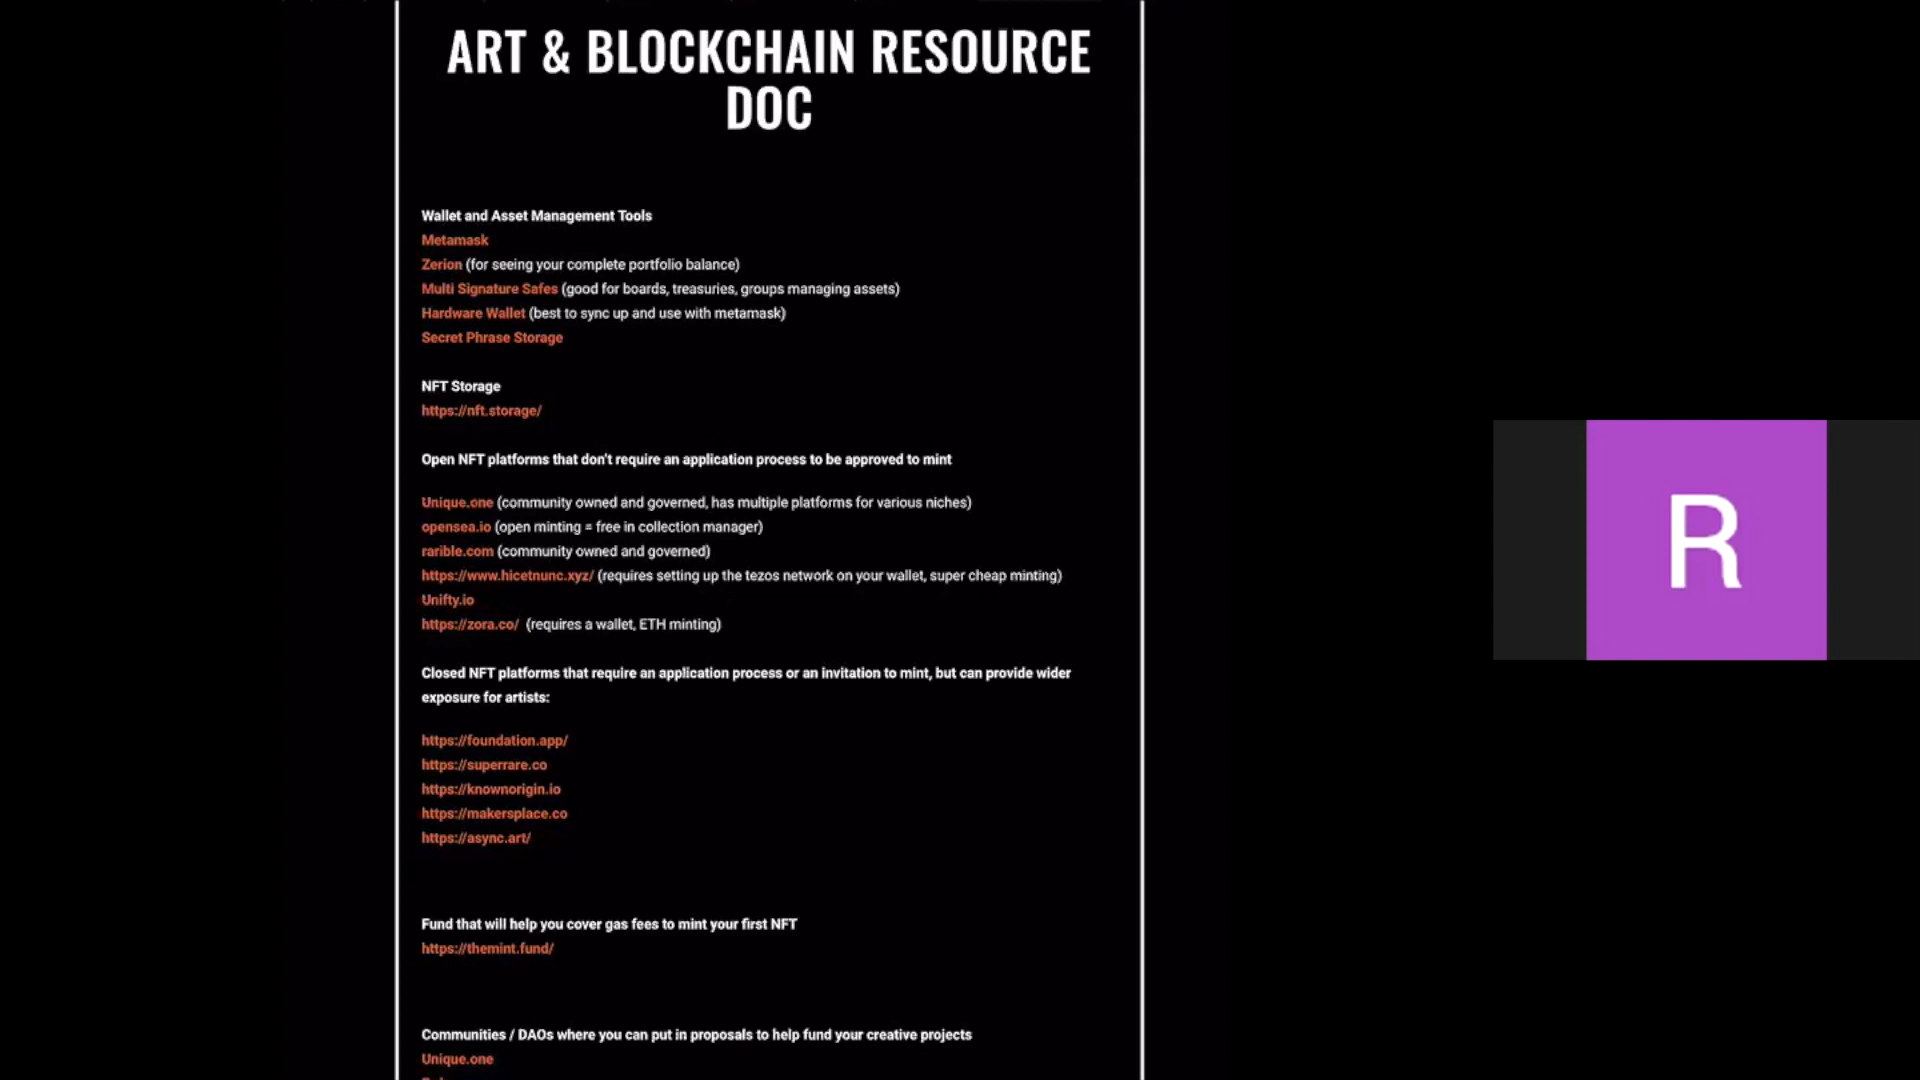 ART & BLOCKCHAIN RESOURCE
DOC
Wallet and Asset Management Tools
Metamask
Zerion (for seeing your complete portfolio balance)
Multi Signature Safes (good for boards, treasuries, groups managing assets)
Hardware Wallet (best to sync up and use with metamask)
Secret Phrase Storage
NFT Storage
https://nft.storage/
Open NFT platforms that don't require an application process to be approved to mint
Unique.one (community owned and governed, has multiple platforms for various niches)
opensea.io (open minting = free in collection manager)
rarible.com (community owned and governed)
https://www.hicetnunc.xyz/ (requires setting up the tezos network on your wallet, super cheap minting)
Unifty.io
https://zora.co/ (requires a wallet, ETH minting)
Closed NFT platforms that require an application process or an invitation to mint, but can provide wider
exposure for artists:
https://foundation.app/
https://superrare.co
https://knownorigin.io
https://makersplace.co
https://async.art/
Fund that will help you cover gas fees to mint your first NFT
https://themint.fund/
Communities / DAOs where you can put in proposals to help fund your creative projects
Unique.one
R